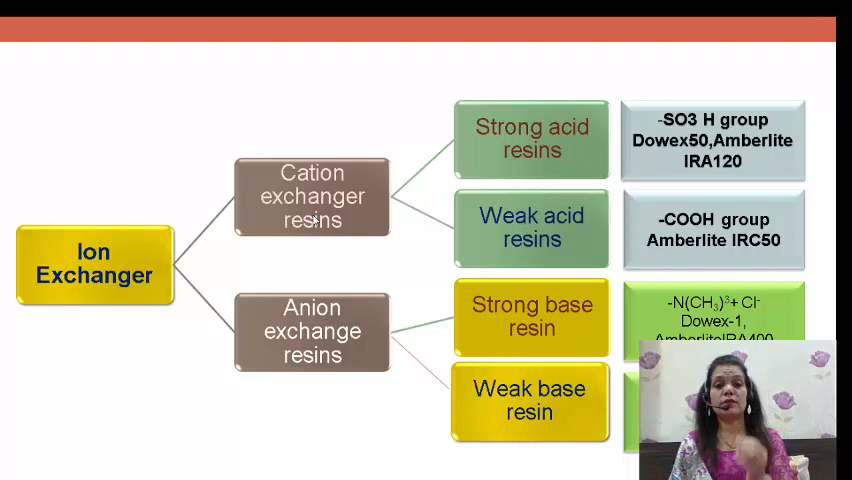 Ion
Exchanger
Cation
exchanger
resins
Anion
exchange
resins
Strong acid
resins
Weak acid
resins
Strong base
resin
Weak base
resin
-SO3 H group
Dowex50,Amberlite
IRA120
-COOH group
Amberlite IRC50
-N(CH₃)³+ Cl⁻
Dowex-1,
AmberliteIRA400